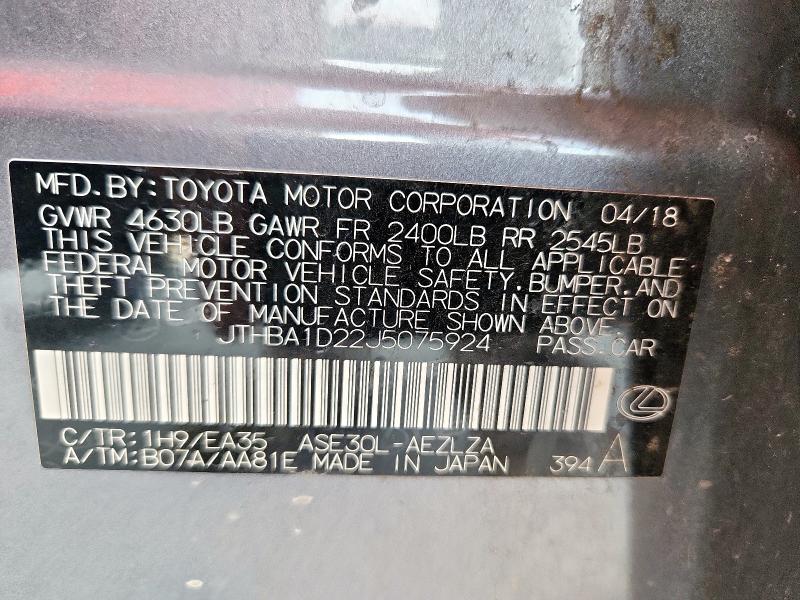 MFD.BY:TOYOTA MOTOR CORPORATION 04/18
GVWR 4630LB GAWR FR 2400LB RR 2545LB
THIS VEHICLE CONFORMS TO ALL APPLICABLE
FEDERAL MOTOR VEHICLE SAFETY.BUMPER.AND
THEFT PREVENTION STANDARDS IN EFFECT ON
THE DATE OF MANUFACTURE SHOWN ABOVE.
JTHBA1D22J5075924 PASS.CAR
C/TR:1H9/EA35 ASE30L-AEZLZA
A/TM:B07A/AA81E MADE IN JAPAN 394 A